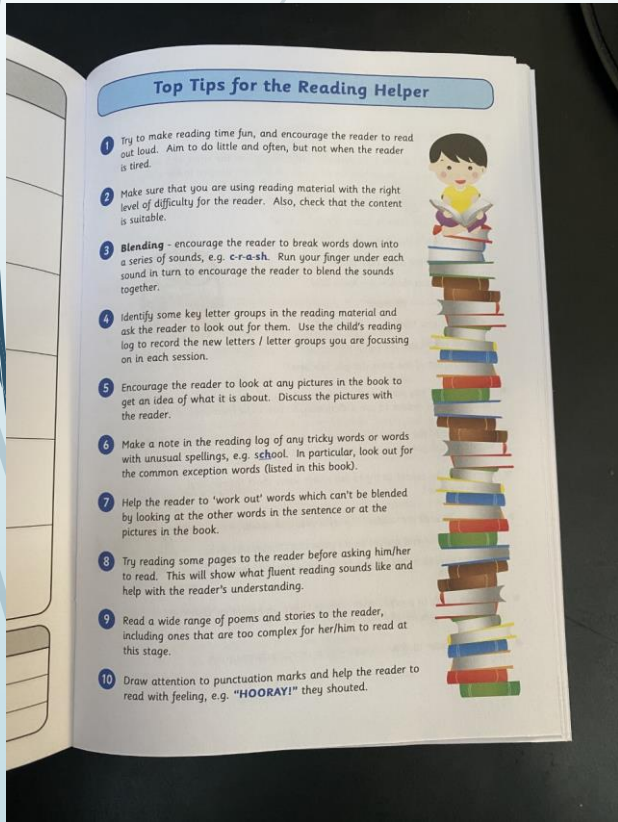 Top Tips for the Reading Helper
1 Try to make reading time fun, and encourage the reader to read
out loud. Aim to do little and often, but not when the reader
is tired.
2 Make sure that you are using reading material with the right
level of difficulty for the reader. Also, check that the content
is suitable.
3 Blending - encourage the reader to break words down into
a series of sounds, e.g. c-r-a-sh. Run your finger under each
sound in turn to encourage the reader to blend the sounds
together.
4 Identify some key letter groups in the reading material and
ask the reader to look out for them. Use the child's reading
log to record the new letters / letter groups you are focussing
on in each session.
5 Encourage the reader to look at any pictures in the book to
get an idea of what it is about. Discuss the pictures with
the reader.
6 Make a note in the reading log of any tricky words or words
with unusual spellings, e.g. school. In particular, look out for
the common exception words (listed in this book).
7 Help the reader to 'work out' words which can't be blended
by looking at the other words in the sentence or at the
pictures in the book.
8 Try reading some pages to the reader before asking him/her
to read. This will show what fluent reading sounds like and
help with the reader's understanding.
9 Read a wide range of poems and stories to the reader,
including ones that are too complex for her/him to read at
this stage.
10 Draw attention to punctuation marks and help the reader to
read with feeling, e.g. "HOORAY!" they shouted.